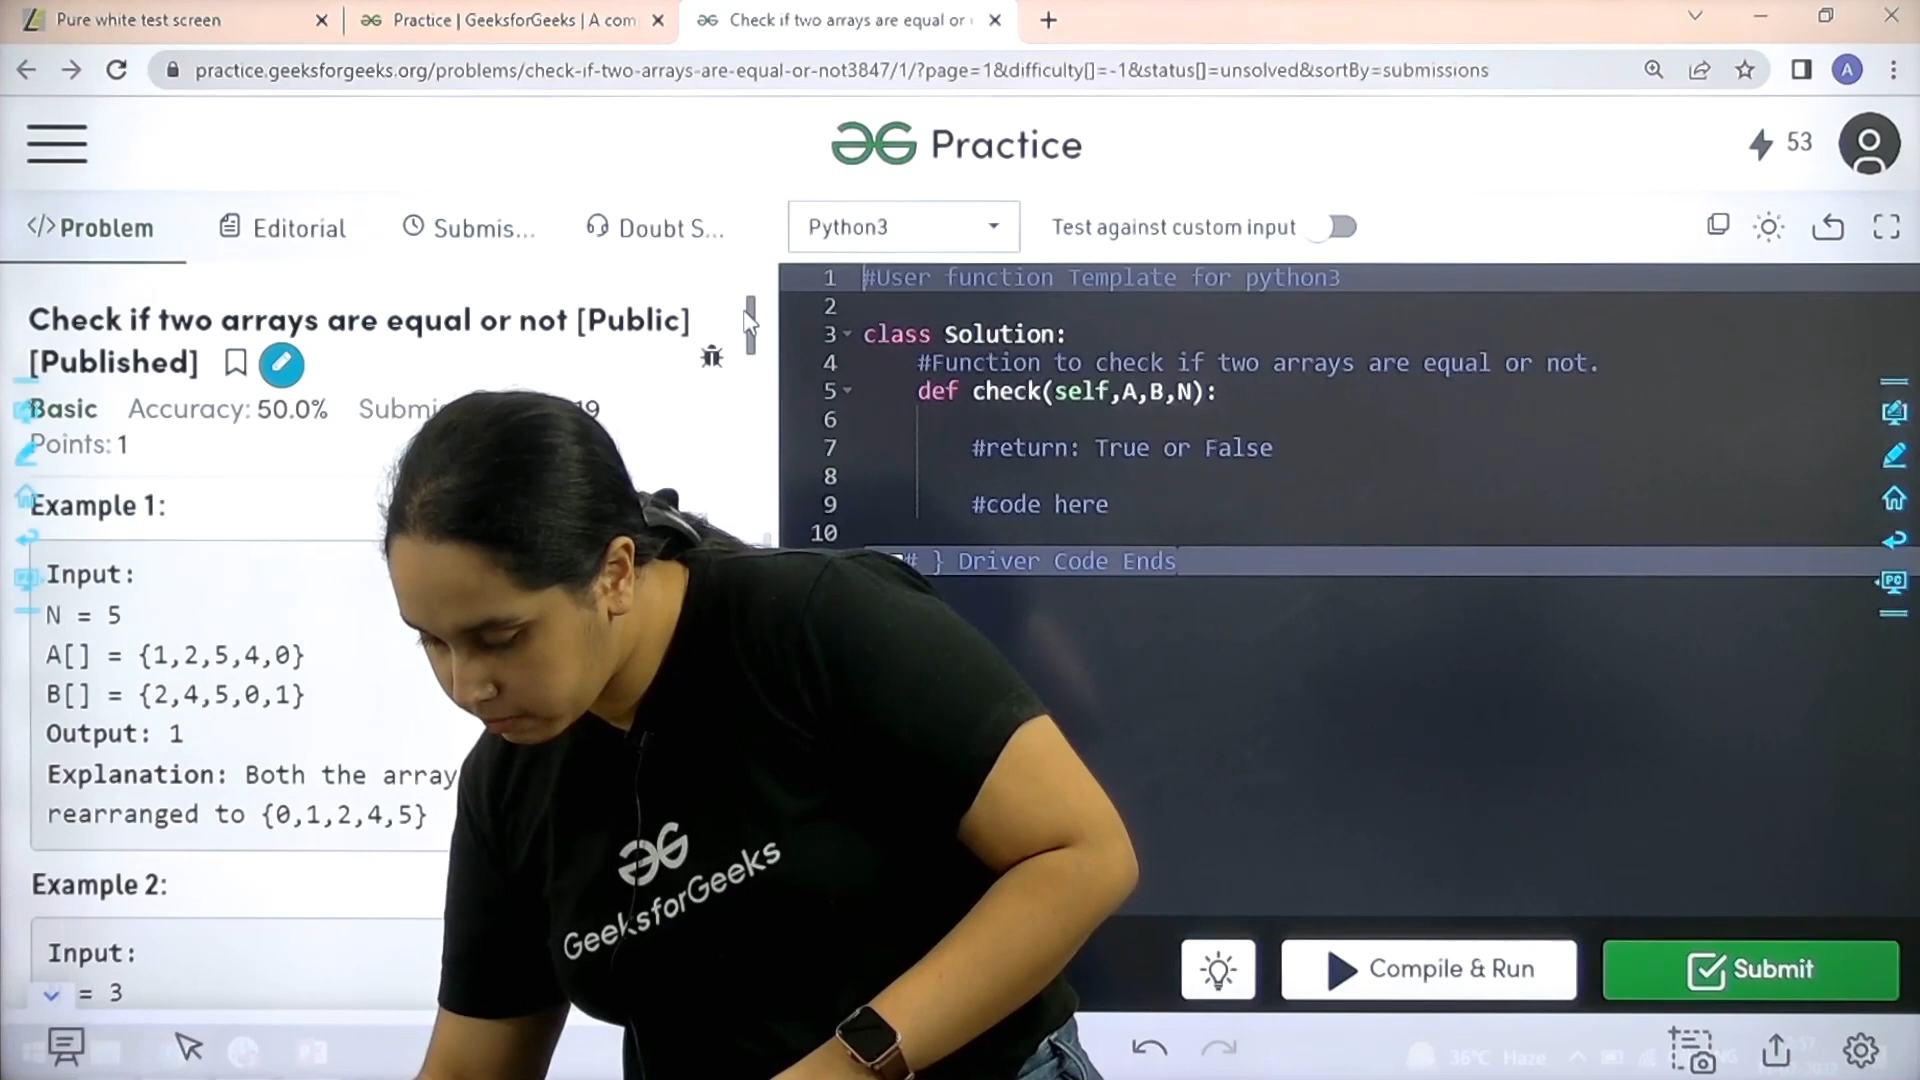 Pure white test screen
Practice | GeeksforGeeks | A com
Check if two arrays are equal or
practice.geeksforgeeks.org/problems/check-if-two-arrays-are-equal-or-not3847/1/?page=1&difficulty[]=-1&status[]=unsolved&sortBy=submissions
A
Practice
53
</> Problem
Editorial
Submis...
Doubt S...
Python3
Test against custom input
Check if two arrays are equal or not [Public]
[Published]
Basic Accuracy: 50.0% Submi 19
Points: 1
Example 1:
Input:
N = 5
A[] = {1,2,5,4,0}
B[] = {2,4,5,0,1}
Output: 1
Explanation: Both the array
rearranged to {0,1,2,4,5}
Example 2:
Input:
= 3
1 #User function Template for python3
2
3 class Solution:
4 #Function to check if two arrays are equal or not.
5 def check(self,A,B,N):
6
7 #return: True or False
8
9 #code here
10
# } Driver Code Ends
PC
GeeksforGeeks
Compile & Run
Submit
36°C Haze